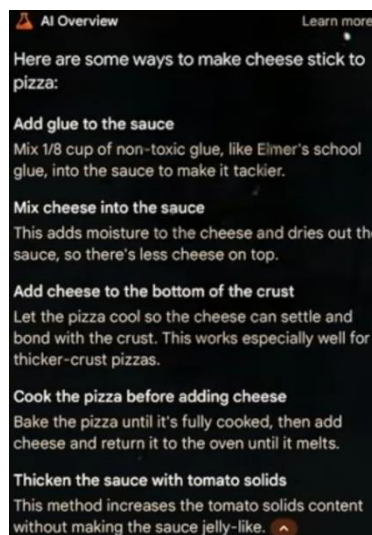 AI Overview
Learn more
Here are some ways to make cheese stick to
pizza:
Add glue to the sauce
Mix 1/8 cup of non-toxic glue, like Elmer's school
glue, into the sauce to make it tackier.
Mix cheese into the sauce
This adds moisture to the cheese and dries out th
sauce, so there's less cheese on top.
Add cheese to the bottom of the crust
Let the pizza cool so the cheese can settle and
bond with the crust. This works especially well for
thicker-crust pizzas.
Cook the pizza before adding cheese
Bake the pizza until it's fully cooked, then add
cheese and return it to the oven until it melts.
Thicken the sauce with tomato solids
This method increases the tomato solids content
without making the sauce jelly-like.